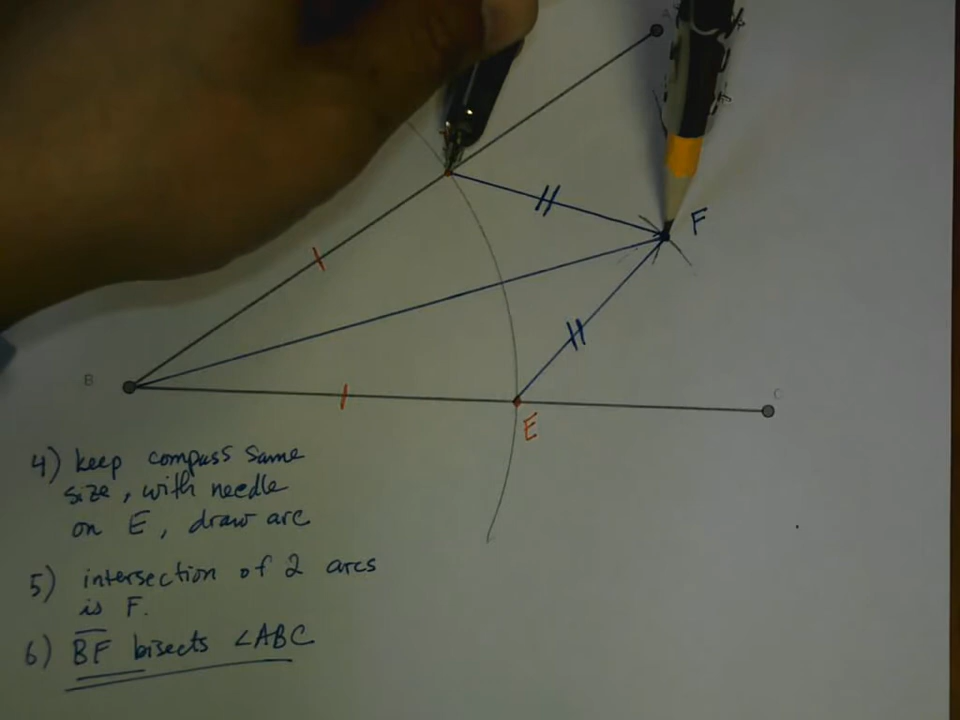 A
F
B
C
E
4) keep compass same
size, with needle
on E, draw arc
5) intersection of 2 arcs
is F.
6) BF bisects ∠ABC